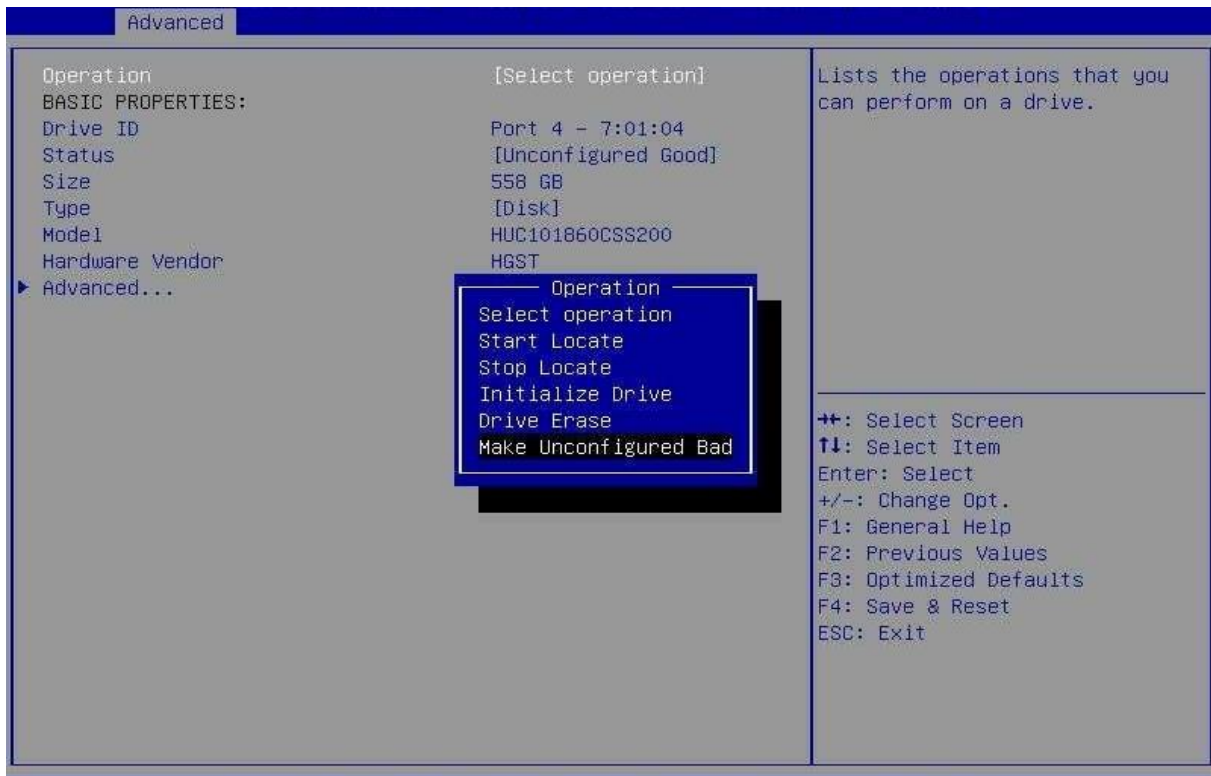 Advanced
Operation [Select operation]
BASIC PROPERTIES:
Drive ID Port 4 - 7:01:04
Status [Unconfigured Good]
Size 558 GB
Type [Disk]
Model HUC101860CSS200
Hardware Vendor HGST
Advanced...
Operation
Select operation
Start Locate
Stop Locate
Initialize Drive
Drive Erase
Make Unconfigured Bad
Lists the operations that you
can perform on a drive.
→←: Select Screen
↑↓: Select Item
Enter: Select
+/-: Change Opt.
F1: General Help
F2: Previous Values
F3: Optimized Defaults
F4: Save & Reset
ESC: Exit